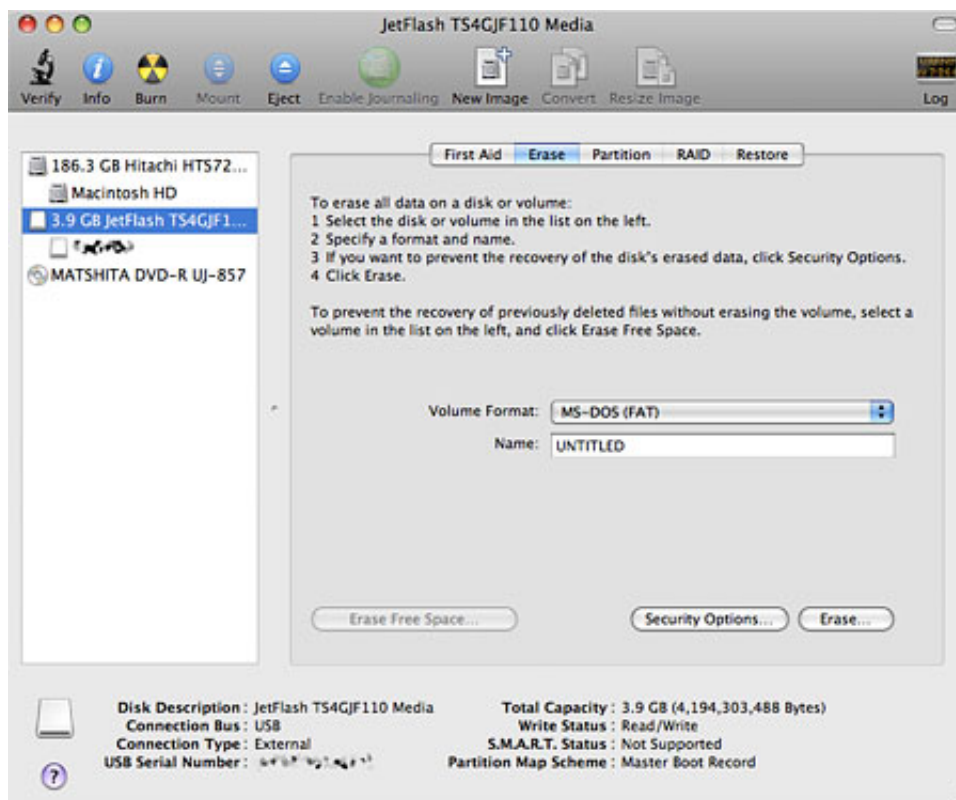 JetFlash TS4GJF110 Media
Verify Info Burn Mount Eject Enable Journaling New Image Convert Resize Image Log
186.3 GB Hitachi HTS72...
Macintosh HD
3.9 GB JetFlash TS4GJF1...
MATSHITA DVD-R UJ-857
First Aid Erase Partition RAID Restore
To erase all data on a disk or volume:
1 Select the disk or volume in the list on the left.
2 Specify a format and name.
3 If you want to prevent the recovery of the disk's erased data, click Security Options.
4 Click Erase.
To prevent the recovery of previously deleted files without erasing the volume, select a
volume in the list on the left, and click Erase Free Space.
Volume Format: MS-DOS (FAT)
Name: UNTITLED
Erase Free Space... Security Options... Erase...
Disk Description : JetFlash TS4GJF110 Media
Connection Bus : USB
Connection Type : External
USB Serial Number :
Total Capacity : 3.9 GB (4,194,303,488 Bytes)
Write Status : Read/Write
S.M.A.R.T. Status : Not Supported
Partition Map Scheme : Master Boot Record
?